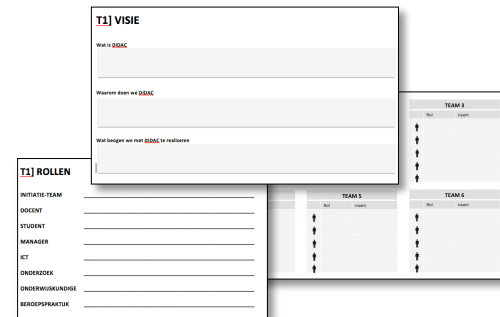 T1] VISIE
Wat is DIDAC
Waarom doen we DIDAC
Wat beogen we met DIDAC te realiseren
T1] ROLLEN
INITIATIE-TEAM
DOCENT
STUDENT
MANAGER
ICT
ONDERZOEK
ONDERWIJSKUNDIGE
BEROEPSPRAKTIJK
TEAM 3
Rol naam
TEAM 5
Rol naam
TEAM 6
Rol naam